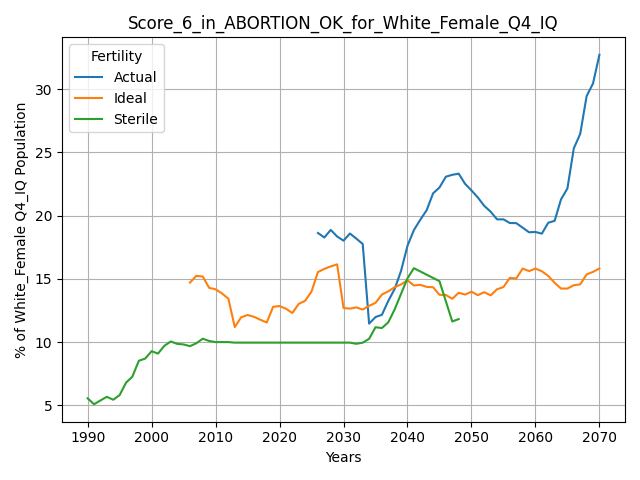 Score_6_in_ABORTION_OK_for_White_Female_Q4_IQ
Fertility
Actual
Ideal
Sterile
% of White_Female Q4_IQ Population
30
25
20
15
10
5
1990 2000 2010 2020 2030 2040 2050 2060 2070
Years